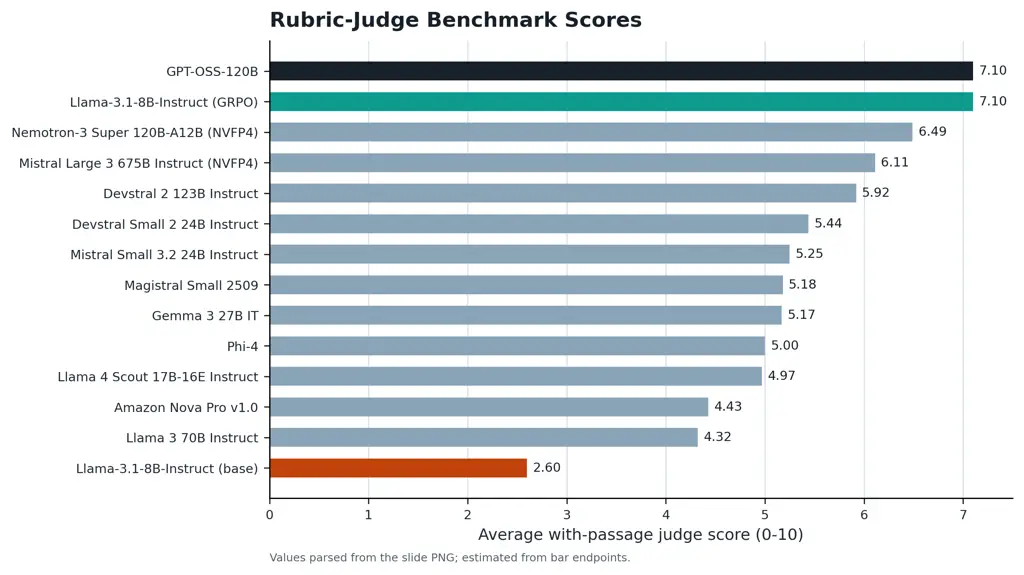 Rubric-Judge Benchmark Scores
GPT-OSS-120B 7.10
Llama-3.1-8B-Instruct (GRPO) 7.10
Nemotron-3 Super 120B-A12B (NVFP4) 6.49
Mistral Large 3 675B Instruct (NVFP4) 6.11
Devstral 2 123B Instruct 5.92
Devstral Small 2 24B Instruct 5.44
Mistral Small 3.2 24B Instruct 5.25
Magistral Small 2509 5.18
Gemma 3 27B IT 5.17
Phi-4 5.00
Llama 4 Scout 17B-16E Instruct 4.97
Amazon Nova Pro v1.0 4.43
Llama 3 70B Instruct 4.32
Llama-3.1-8B-Instruct (base) 2.60
0 1 2 3 4 5 6 7
Average with-passage judge score (0-10)
Values parsed from the slide PNG; estimated from bar endpoints.